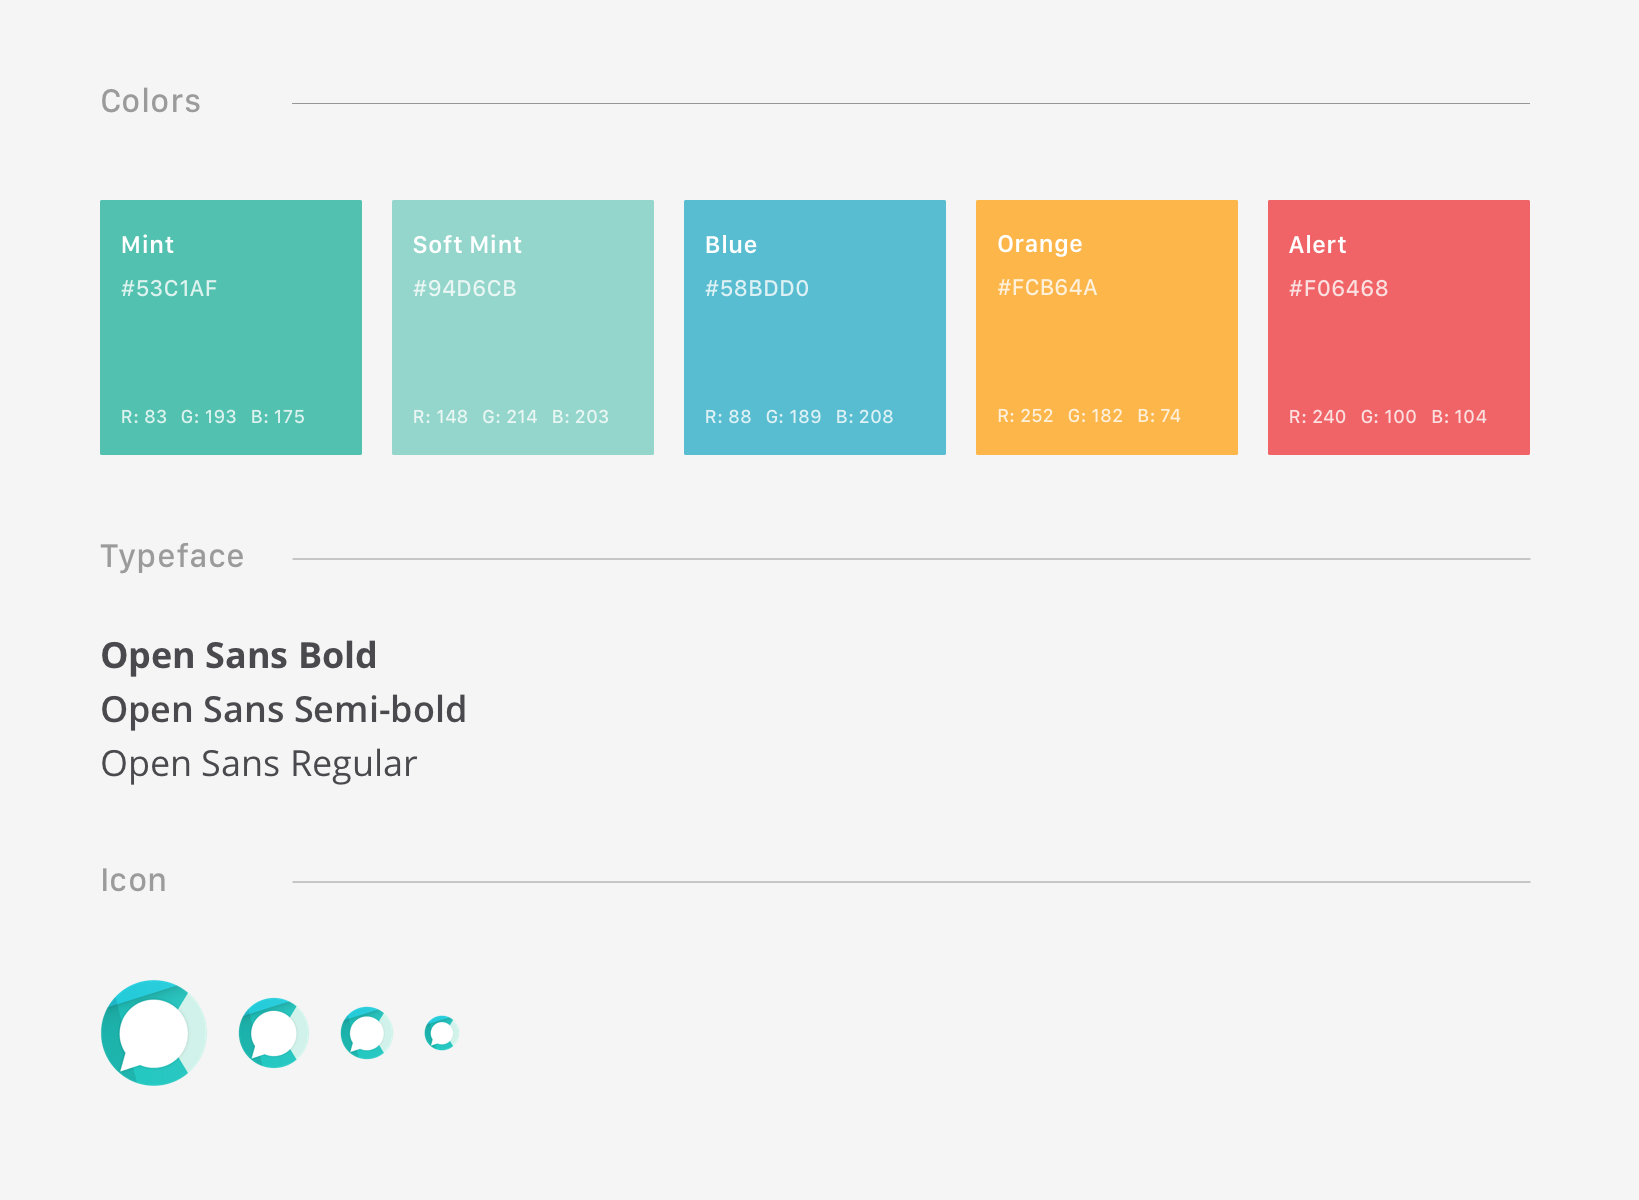 Colors
Mint
#53C1AF
R: 83 G: 193 B: 175
Soft Mint
#94D6CB
R: 148 G: 214 B: 203
Blue
#58BDD0
R: 88 G: 189 B: 208
Orange
#FCB64A
R: 252 G: 182 B: 74
Alert
#F06468
R: 240 G: 100 B: 104
Typeface
Open Sans Bold
Open Sans Semi-bold
Open Sans Regular
Icon